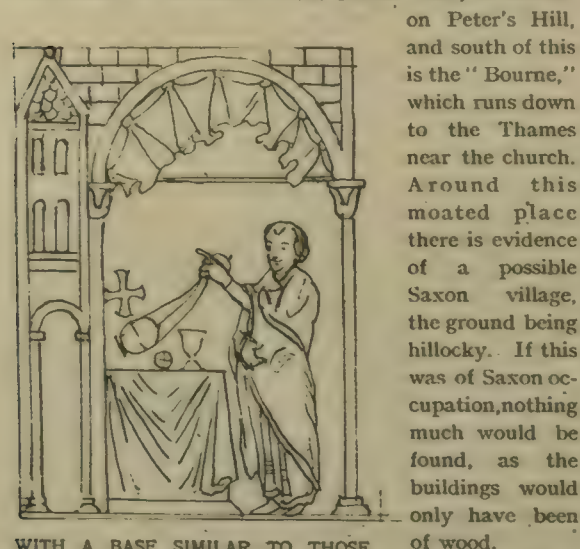 on Peter's Hill,
and south of this
is the "Bourne,"
which runs down
to the Thames
near the church.
Around this
moated place
there is evidence
of a possible
Saxon village,
the ground being
hillocky. If this
was of Saxon oc-
cupation, nothing
much would be
found, as the
buildings would
only have been
of wood.
WITH A BASE SIMILAR TO THOSE